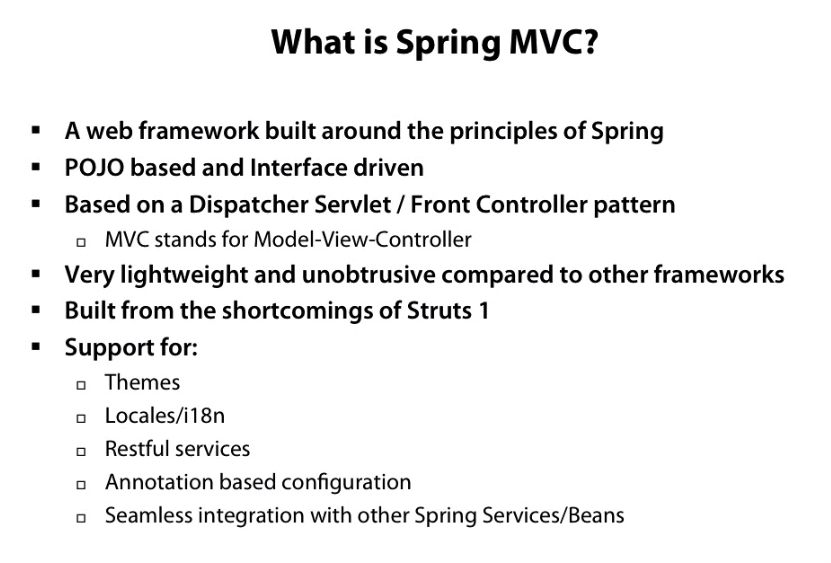 What is Spring MVC?
▪ A web framework built around the principles of Spring
▪ POJO based and Interface driven
▪ Based on a Dispatcher Servlet / Front Controller pattern
▫ MVC stands for Model-View-Controller
▪ Very lightweight and unobtrusive compared to other frameworks
▪ Built from the shortcomings of Struts 1
▪ Support for:
▫ Themes
▫ Locales/i18n
▫ Restful services
▫ Annotation based configuration
▫ Seamless integration with other Spring Services/Beans